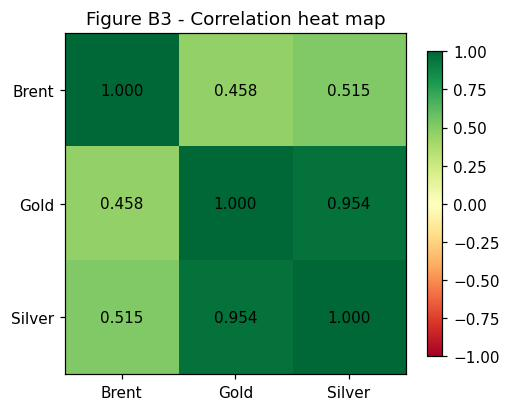 Figure B3 - Correlation heat map
Brent 1.000 0.458 0.515
Gold 0.458 1.000 0.954
Silver 0.515 0.954 1.000
Brent Gold Silver
1.00
0.75
0.50
0.25
0.00
−0.25
−0.50
−0.75
−1.00